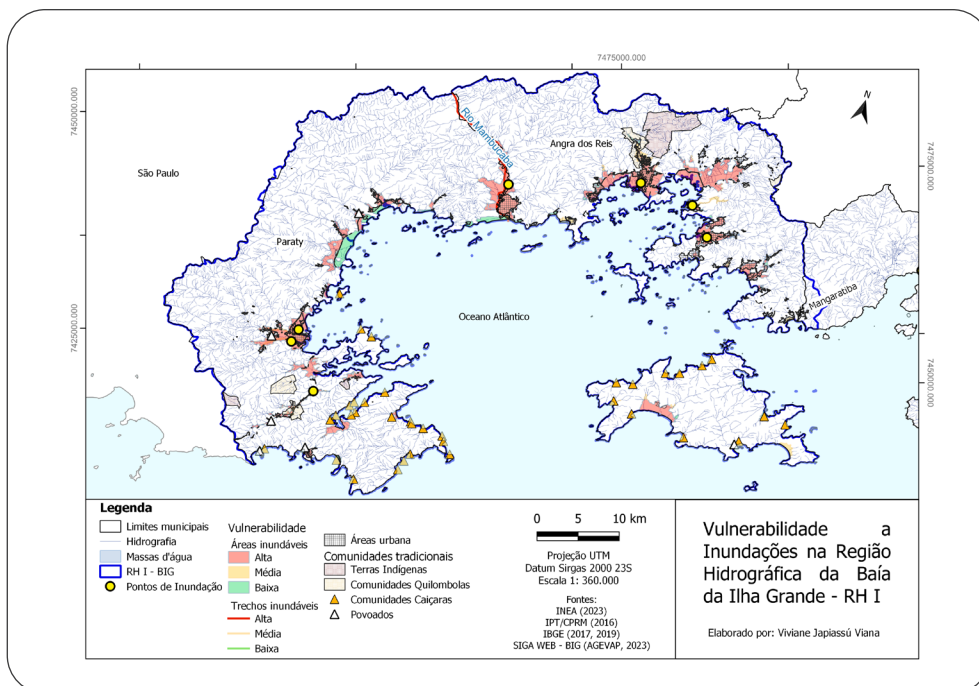 7475000.000
7450000.000
N
Rio Mambucaba
Angra dos Reis
São Paulo
7475000.000
Paraty
Mangaratiba
Oceano Atlântico
7425000.000
7450000.000
Legenda
Limites municipais
Hidrografia
Massas d'água
RH I - BIG
Pontos de Inundação
Vulnerabilidade
Áreas inundáveis
Alta
Média
Baixa
Trechos inundáveis
Alta
Média
Baixa
Áreas urbana
Comunidades tradicionais
Terras Indígenas
Comunidades Quilombolas
Comunidades Caiçaras
Povoados
0 5 10 km
Projeção UTM
Datum Sirgas 2000 23S
Escala 1: 360.000
Fontes:
INEA (2023)
IPT/CPRM (2016)
IBGE (2017, 2019)
SIGA WEB - BIG (AGEVAP, 2023)
Vulnerabilidade a
Inundações na Região
Hidrográfica da Baía
da Ilha Grande - RH I
Elaborado por: Viviane Japiassú Viana